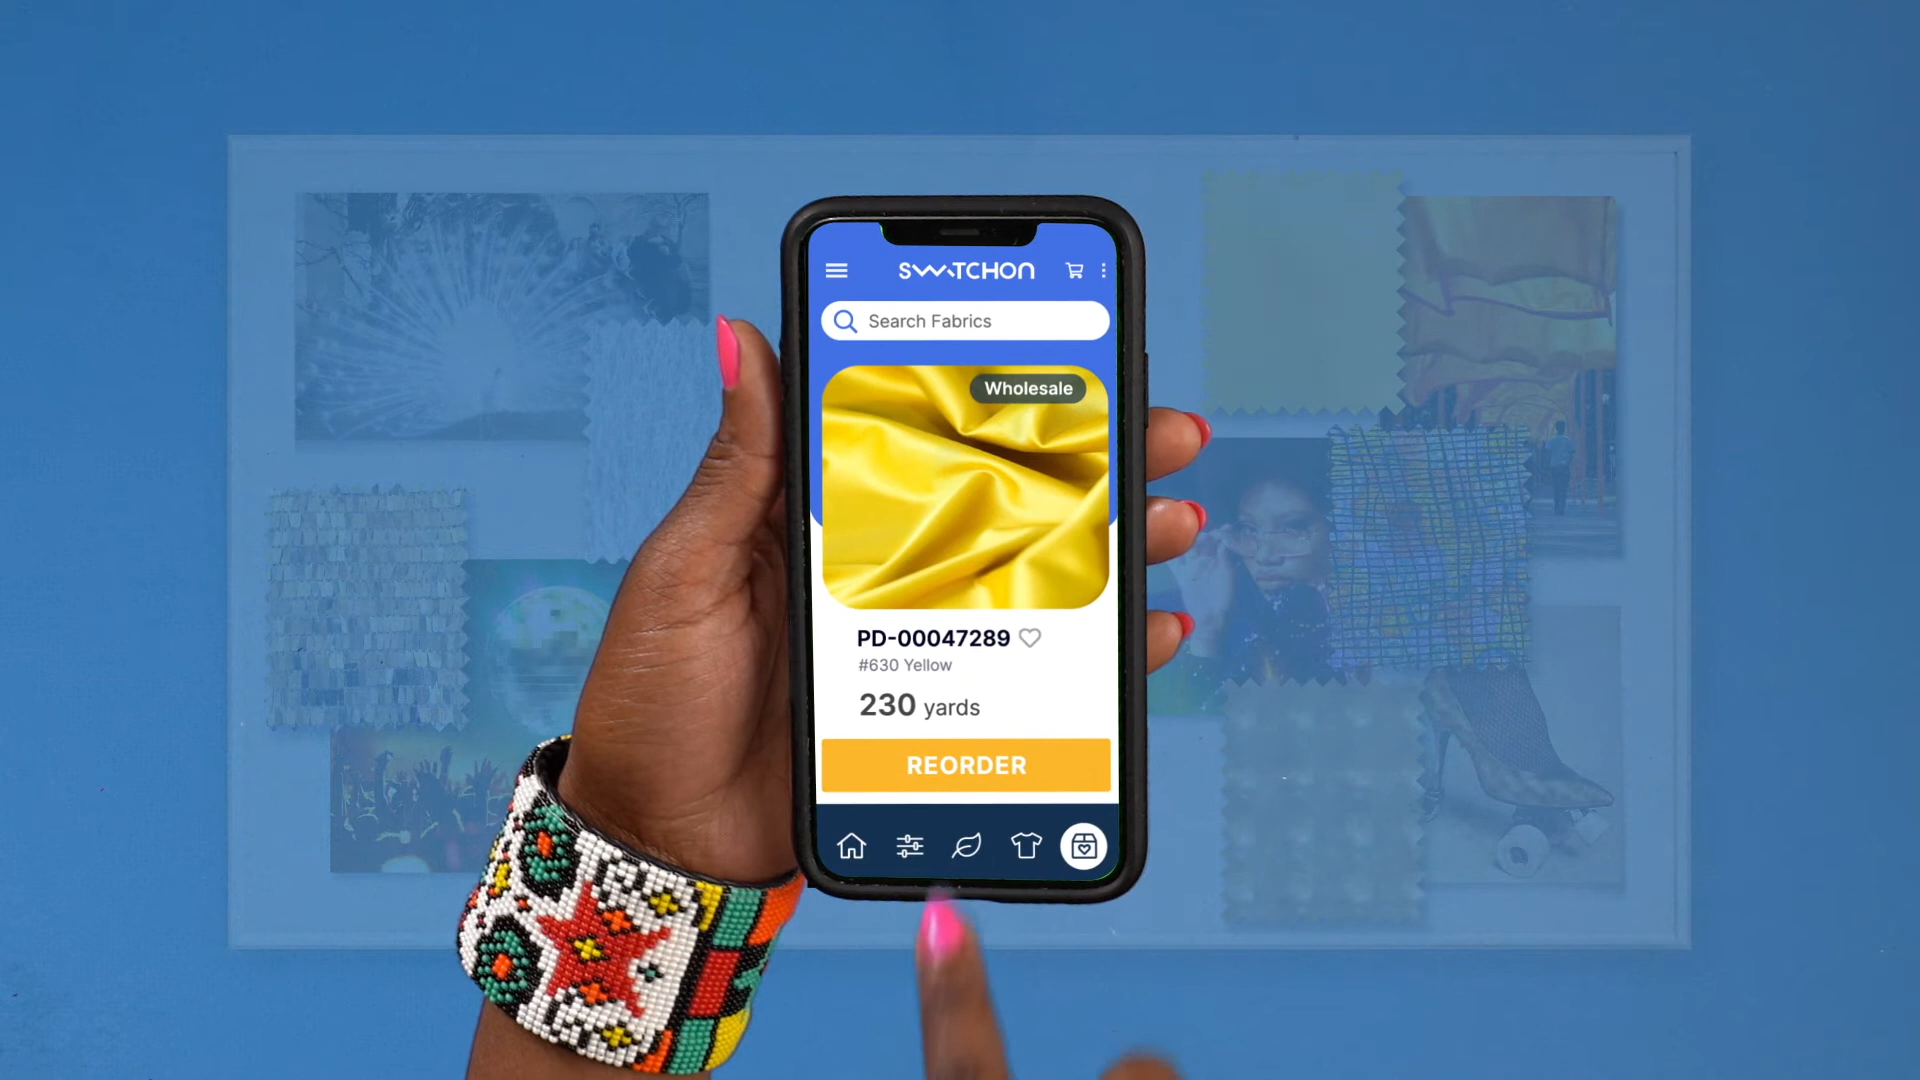 SWATCHON
Search Fabrics
Wholesale
PD-00047289
#630 Yellow
230 yards
REORDER